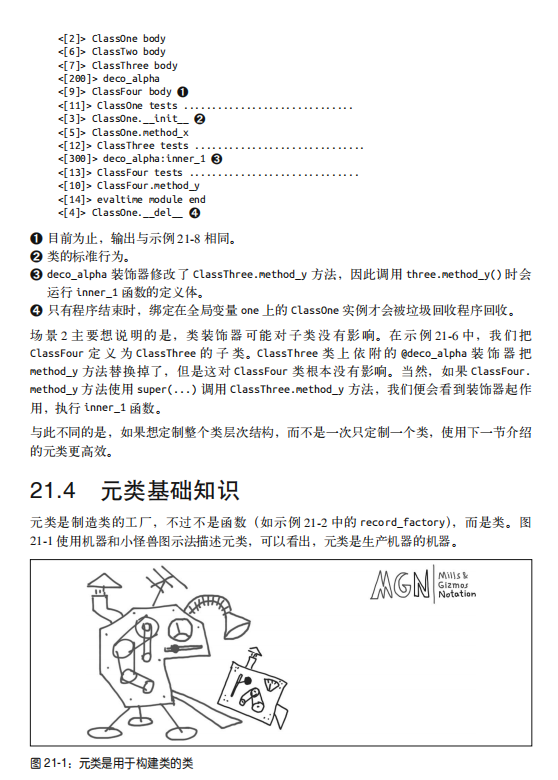 <[2]> ClassOne body
<[6]> ClassTwo body
<[7]> ClassThree body
<[200]> deco_alpha
<[9]> ClassFour body ❶
<[11]> ClassOne tests ..............................
<[3]> ClassOne.__init__ ❷
<[5]> ClassOne.method_x
<[12]> ClassThree tests ..............................
<[300]> deco_alpha:inner_1 ❸
<[13]> ClassFour tests ..............................
<[10]> ClassFour.method_y
<[14]> evaltime module end
<[4]> ClassOne.__del__ ❹
❶ 目前为止，输出与示例 21-8 相同。
❷ 类的标准行为。
❸ deco_alpha 装饰器修改了 ClassThree.method_y 方法，因此调用 three.method_y() 时会
运行 inner_1 函数的定义体。
❹ 只有程序结束时，绑定在全局变量 one 上的 ClassOne 实例才会被垃圾回收程序回收。
场景 2 主要想说明的是，类装饰器可能对子类没有影响。在示例 21-6 中，我们把
ClassFour 定义为 ClassThree 的子类。ClassThree 类上依附的 @deco_alpha 装饰器把
method_y 方法替换掉了，但是这对 ClassFour 类根本没有影响。当然，如果 ClassFour.
method_y 方法使用 super(...) 调用 ClassThree.method_y 方法，我们便会看到装饰器起作
用，执行 inner_1 函数。
与此不同的是，如果想定制整个类层次结构，而不是一次只定制一个类，使用下一节介绍
的元类更高效。
21.4 元类基础知识
元类是制造类的工厂，不过不是函数（如示例 21-2 中的 record_factory），而是类。图
21-1 使用机器和小怪兽图示法描述元类，可以看出，元类是生产机器的机器。
MGN
Mills &
Gizmos
Notation
图 21-1：元类是用于构建类的类